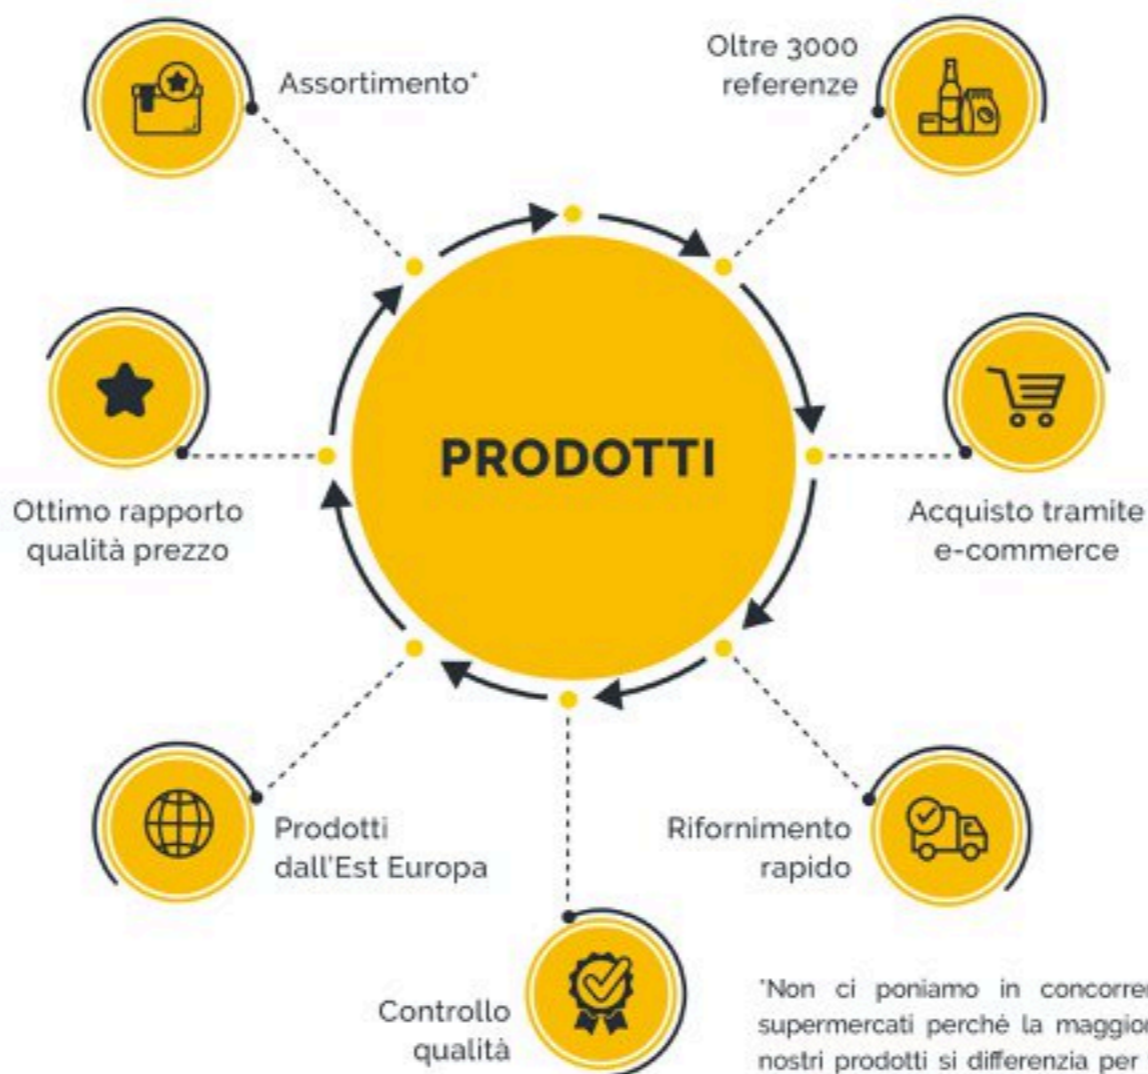 Assortimento*
Oltre 3000
referenze
PRODOTTI
Ottimo rapporto
qualità prezzo
Acquisto tramite
e-commerce
Prodotti
dall'Est Europa
Rifornimento
rapido
Controllo
qualità
*Non ci poniamo in
supermercati perchè la
nostri prodotti si differenzia per